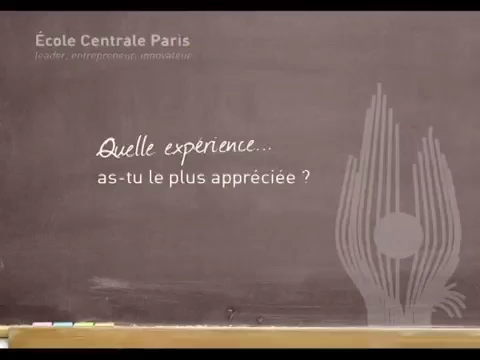 École Centrale Paris
leader, entrepreneur, innovateur
Quelle expérience...
as-tu le plus appréciée ?